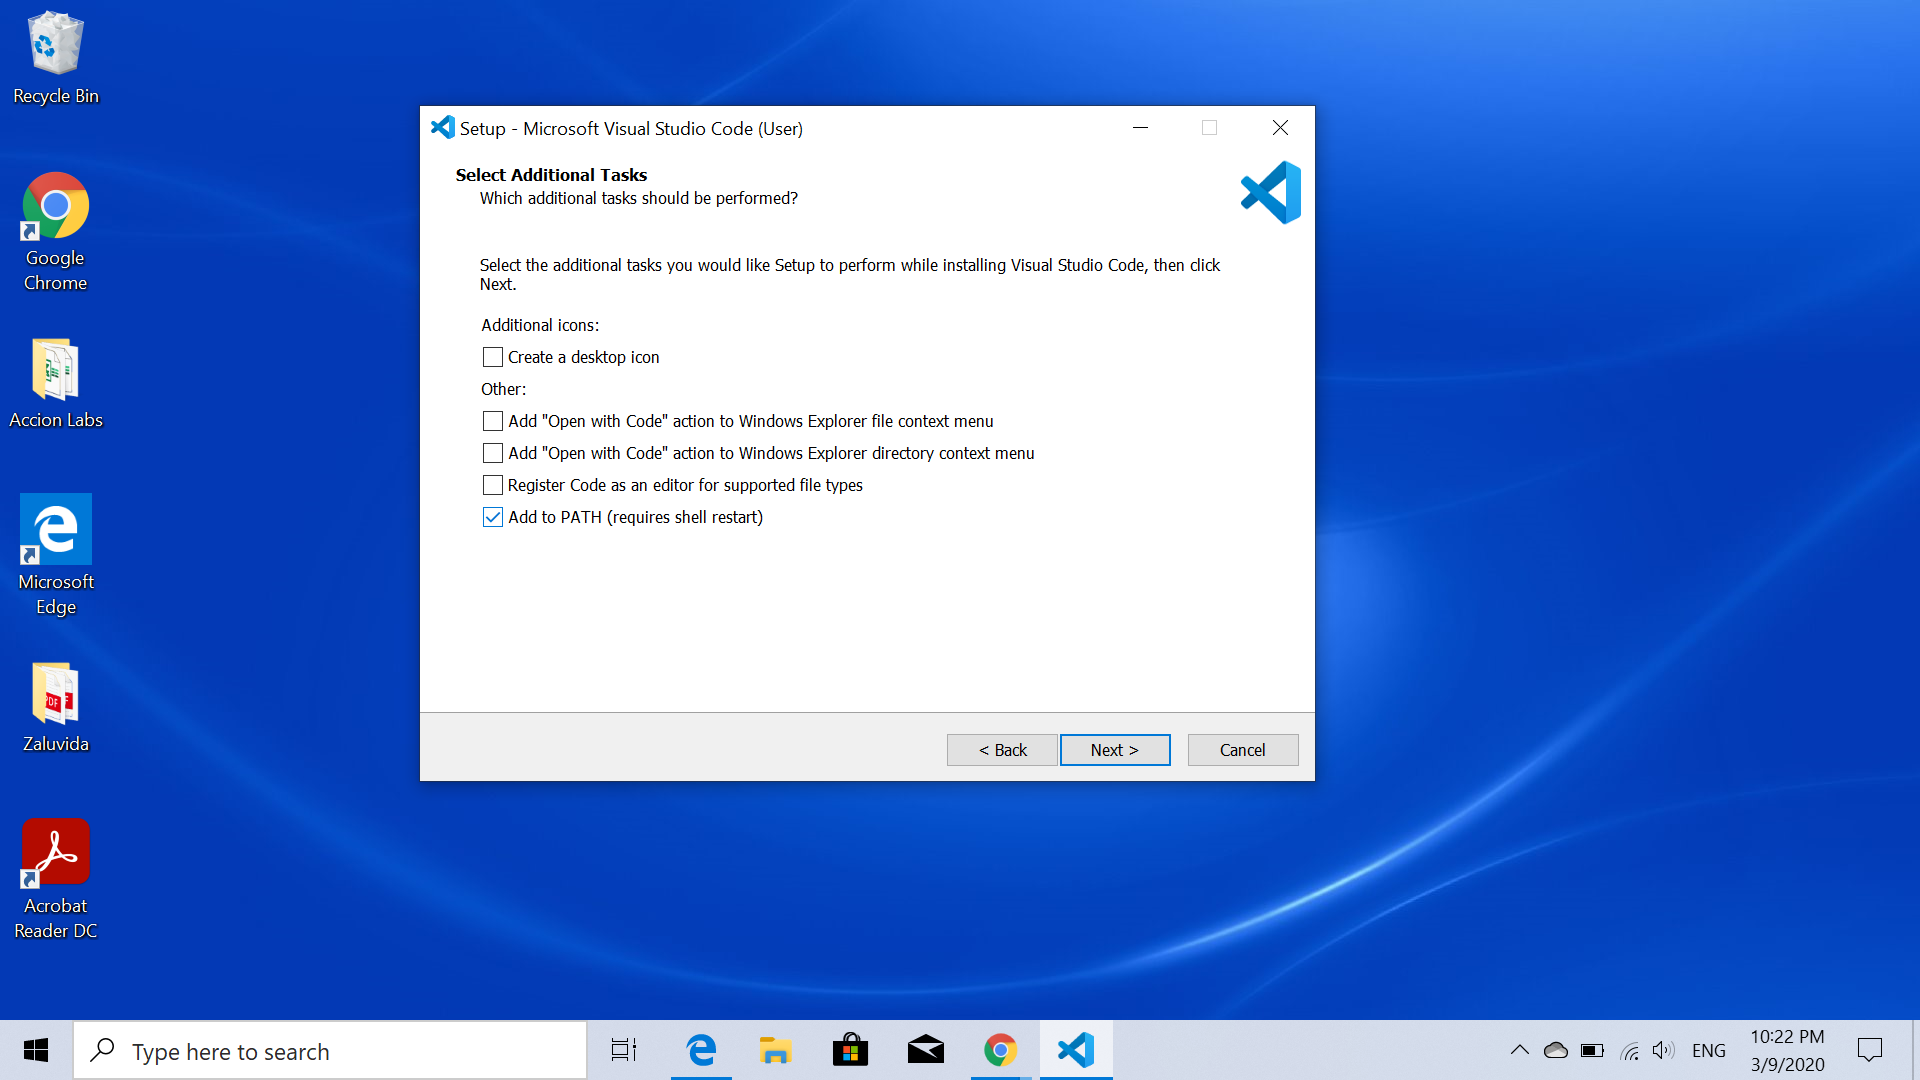 Recycle Bin
Google
Chrome
Accion Labs
Microsoft
Edge
Zaluvida
Acrobat
Reader DC
Setup - Microsoft Visual Studio Code (User)
Select Additional Tasks
Which additional tasks should be performed?
Select the additional tasks you would like Setup to perform while installing Visual Studio Code, then click
Next.
Additional icons:
Create a desktop icon
Other:
Add "Open with Code" action to Windows Explorer file context menu
Add "Open with Code" action to Windows Explorer directory context menu
Register Code as an editor for supported file types
Add to PATH (requires shell restart)
< Back
Next >
Cancel
Type here to search
ENG
10:22 PM
3/9/2020
PDF